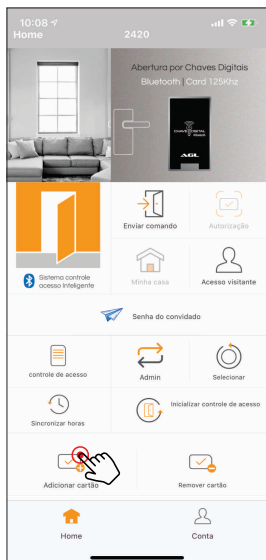 10:08
Home 2420
Abertura por Chaves Digitais
Bluetooth | Card 125Khz
CHAVE DIGITAL
AGL
Enviar comando
Autorização
Sistema controle
acesso inteligente
Minha casa
Acesso visitante
Senha do convidado
controle de acesso
Admin
Selecionar
Sincronizar horas
Inicializar controle de acesso
Adicionar cartão
Remover cartão
Home
Conta